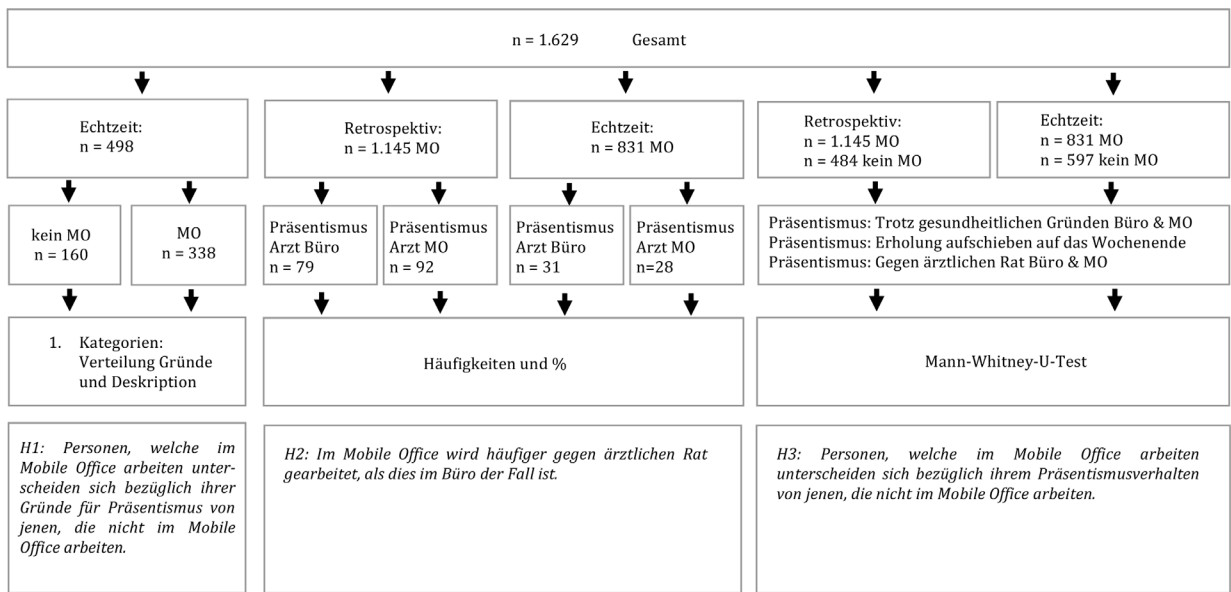 n = 1.629 Gesamt
Echtzeit:
n = 498
Retrospektiv:
n = 1.145 MO
Echtzeit:
n = 831 MO
Retrospektiv:
n = 1.145 MO
n = 484 kein MO
Echtzeit:
n = 831 MO
n = 597 kein MO
kein MO
n = 160
MO
n = 338
Präsentismus
Arzt Büro
n = 79
Präsentismus
Arzt MO
n = 92
Präsentismus
Arzt Büro
n = 31
Präsentismus
Arzt MO
n=28
Präsentismus: Trotz gesundheitlichen Gründen Büro & MO
Präsentismus: Erholung aufschieben auf das Wochenende
Präsentismus: Gegen ärztlichen Rat Büro & MO
1. Kategorien:
Verteilung Gründe
und Deskription
Häufigkeiten und %
Mann-Whitney-U-Test
H1: Personen, welche im
Mobile Office arbeiten unter-
scheiden sich bezüglich ihrer
Gründe für Präsentismus von
jenen, die nicht im Mobile
Office arbeiten.
H2: Im Mobile Office wird häufiger gegen ärztlichen Rat
gearbeitet, als dies im Büro der Fall ist.
H3: Personen, welche im Mobile Office arbeiten
unterscheiden sich bezüglich ihrem Präsentismusverhalten
von jenen, die nicht im Mobile Office arbeiten.